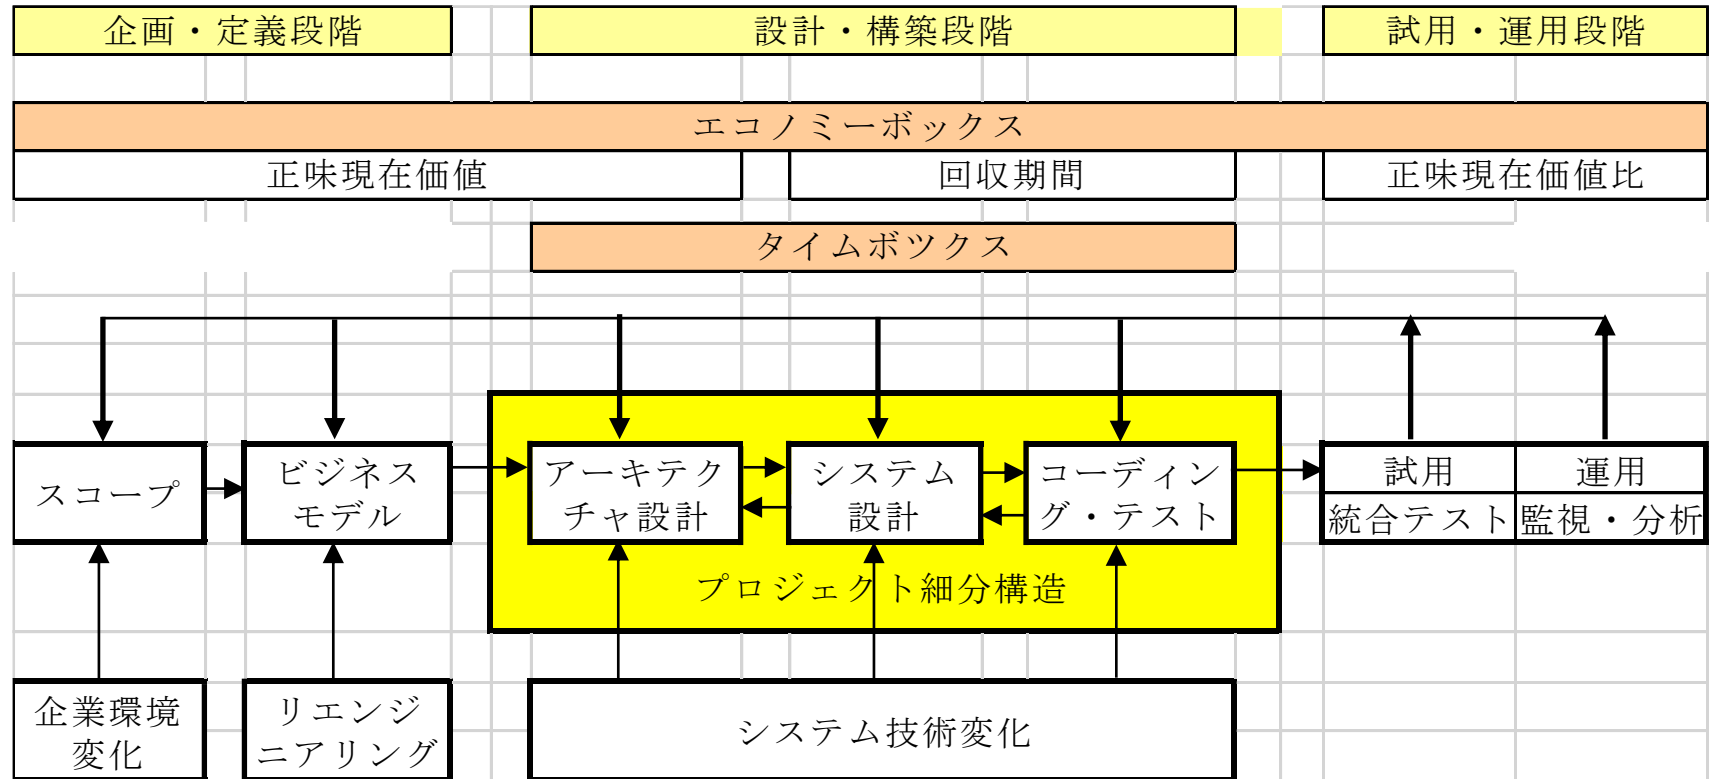 企画・定義段階
設計・構築段階
試用・運用段階
エコノミーボックス
正味現在価値
回収期間
正味現在価値比
タイムボツクス
スコープ
ビジネス
モデル
アーキテク
チャ設計
システム
設計
コーディン
グ・テスト
試用
運用
統合テスト
監視・分析
プロジェクト細分構造
企業環境
変化
リエンジ
ニアリング
システム技術変化